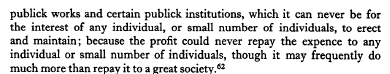 publick works and certain publick institutions, which it can never be for
the interest of any individual, or small number of individuals, to erect
and maintain; because the profit could never repay the expence to any
individual or small number of individuals, though it may frequently do
much more than repay it to a great society.⁶²